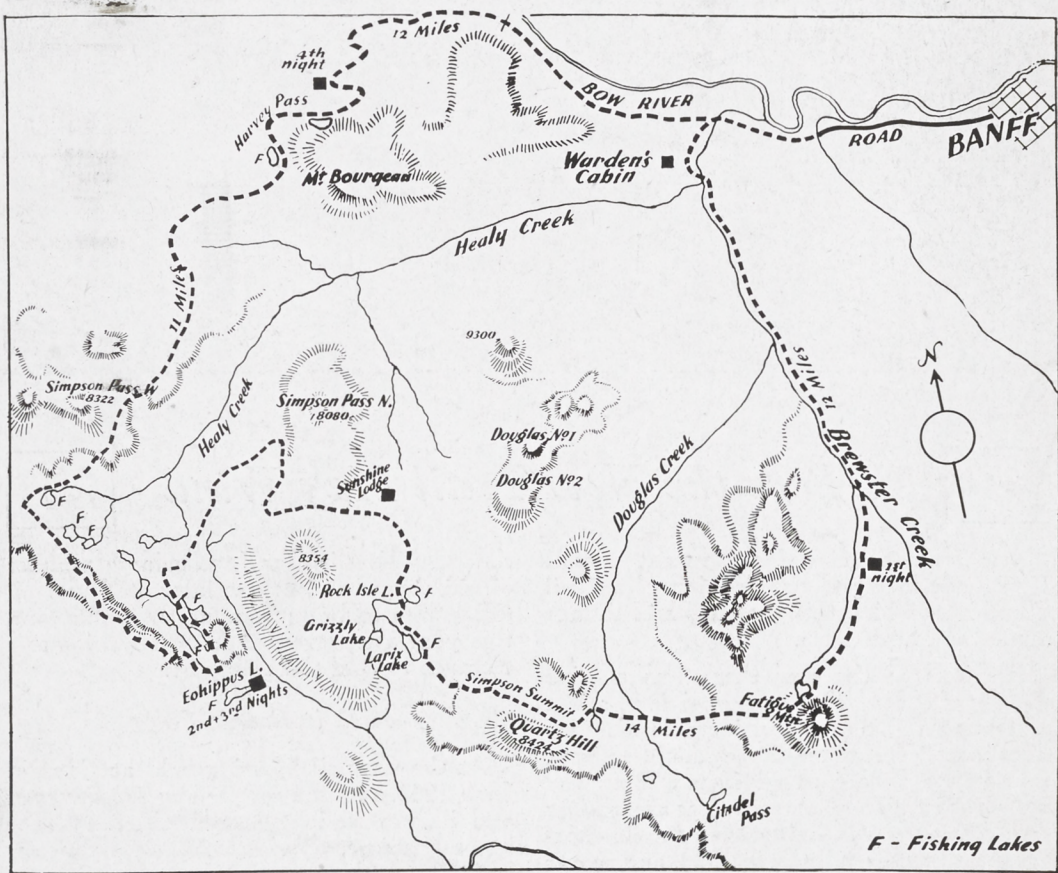 12 Miles
4th
night
Harvey Pass
F
BOW RIVER
ROAD
BANFF
Warden's
Cabin
Mt Bourgeau
Healy Creek
11 Miles
9300
12 Miles
N
Simpson Pass W
8322
Healy Creek
Simpson Pass N.
8080
Douglas No1
Douglas No2
Sunshine
Lodge
Douglas Creek
Brewster Creek
F
F
F
8354
1st
night
Rock Isle L.
F
F
Grizzly
Lake
Larix
Lake
F
F
Eohippus L.
F
2nd + 3rd Nights
Simpson Summit
Quartz Hill
8424
14 Miles
Fatigue
Mtn.
Citadel
Pass
F - Fishing Lakes